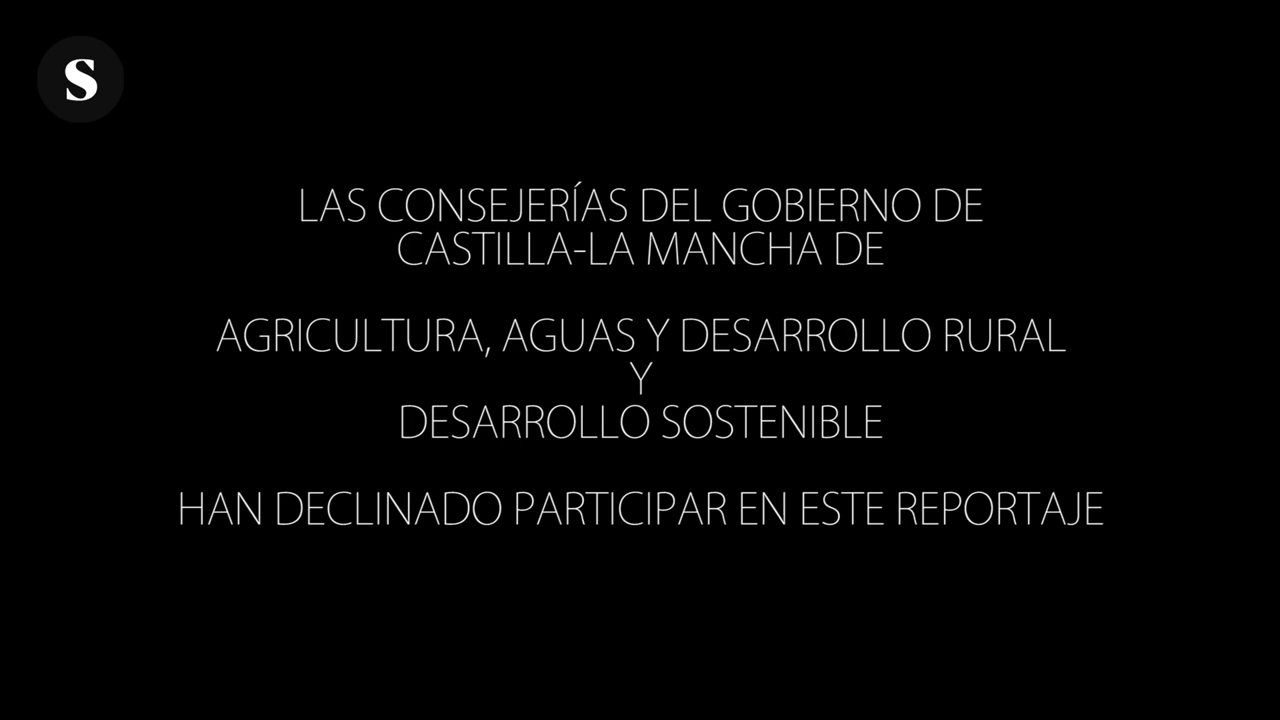 S
LAS CONSEJERÍAS DEL GOBIERNO DE
CASTILLA-LA MANCHA DE
AGRICULTURA, AGUAS Y DESARROLLO RURAL
Y
DESARROLLO SOSTENIBLE
HAN DECLINADO PARTICIPAR EN ESTE REPORTAJE